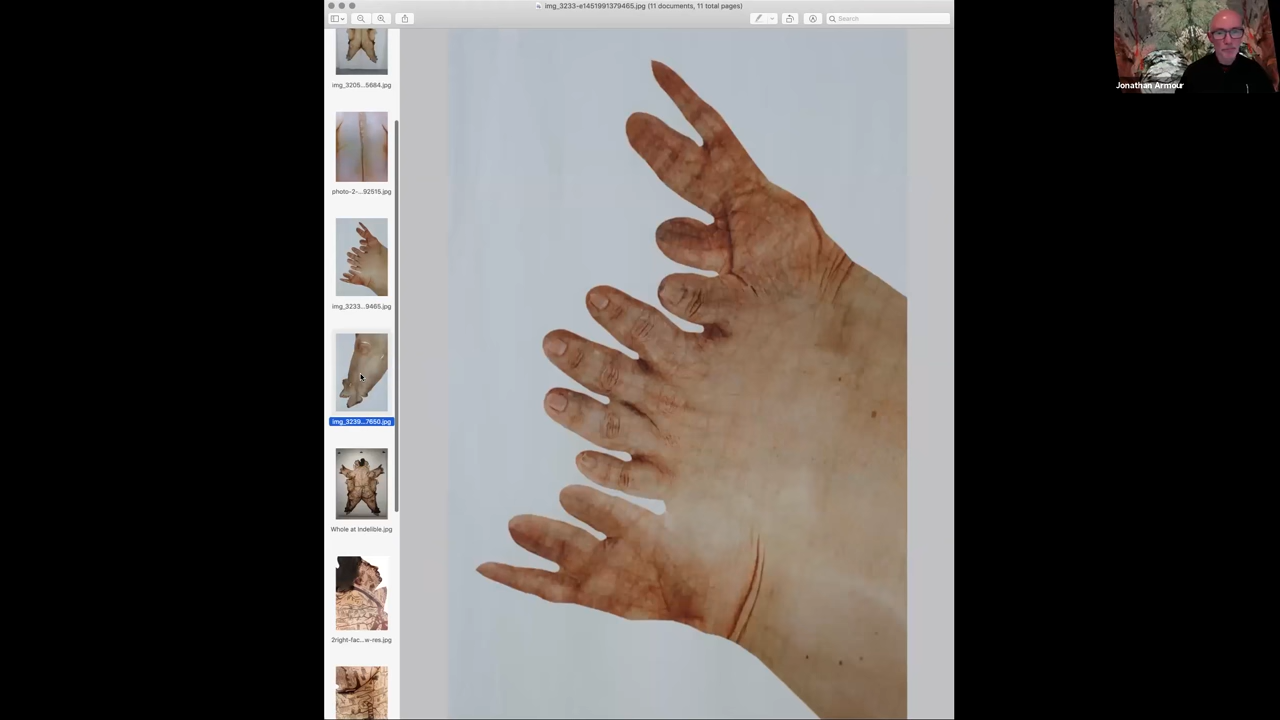 img_3233-e1451991379465.jpg (11 documents, 11 total pages)
Search
Jonathan Armour
img_3205...5684.jpg
photo-2-...92515.jpg
img_3233...9465.jpg
img_3239...7650.jpg
Whole at Indelible.jpg
2right-fac...w-res.jpg